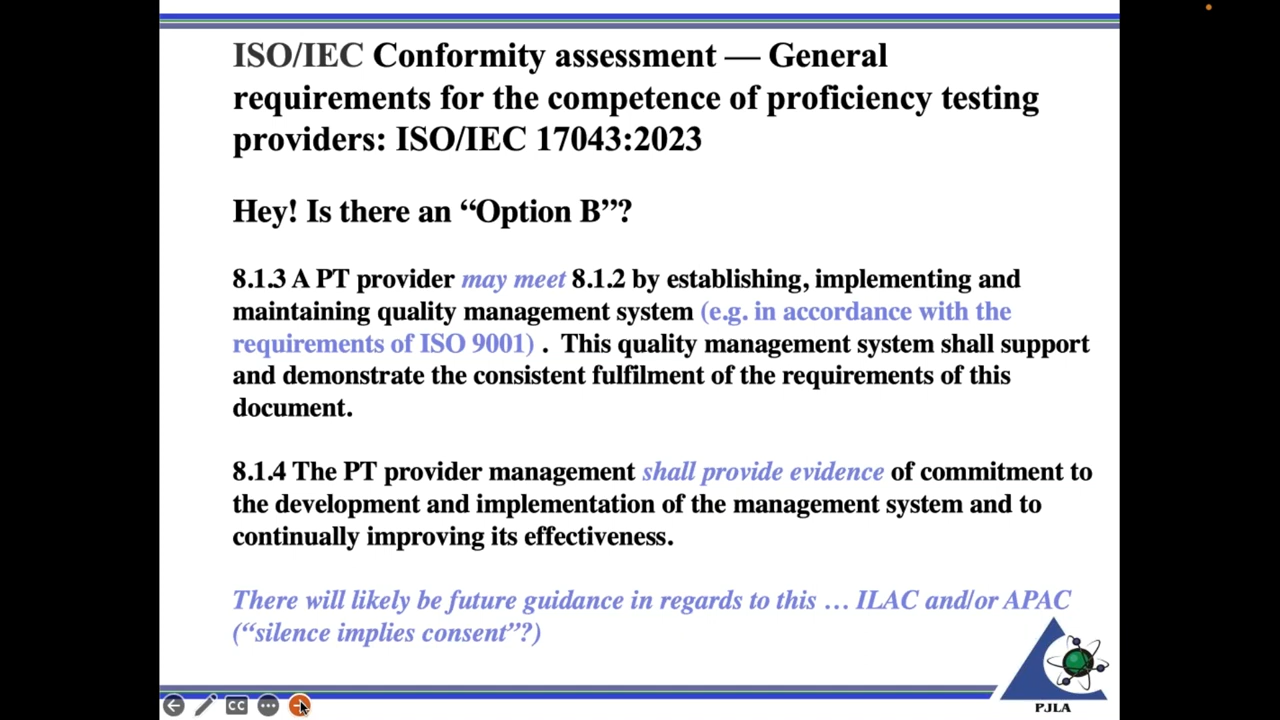 ISO/IEC Conformity assessment — General
requirements for the competence of proficiency testing
providers: ISO/IEC 17043:2023
Hey! Is there an “Option B”?
8.1.3 A PT provider may meet 8.1.2 by establishing, implementing and
maintaining quality management system (e.g. in accordance with the
requirements of ISO 9001) . This quality management system shall support
and demonstrate the consistent fulfilment of the requirements of this
document.
8.1.4 The PT provider management shall provide evidence of commitment to
the development and implementation of the management system and to
continually improving its effectiveness.
There will likely be future guidance in regards to this … ILAC and/or APAC
(“silence implies consent”?)
PJLA
CC